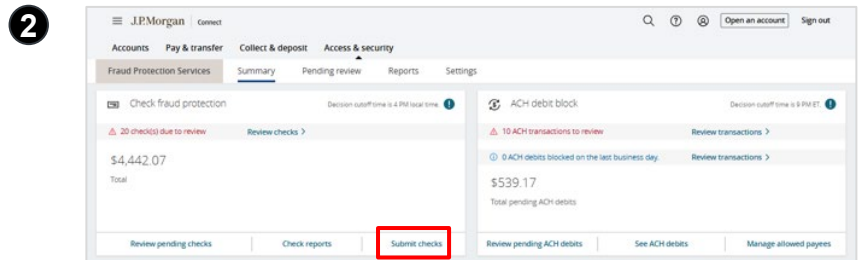 2
J.P.Morgan Connect Open an account Sign out
Accounts Pay & transfer Collect & deposit Access & security
Fraud Protection Services Summary Pending review Reports Settings
Check fraud protection Decision cutoff time is 4 PM local time
20 check(s) due to review Review checks >
$4,442.07
Total
Review pending checks Check reports Submit checks
ACH debit block Decision cutoff time is 9 PM ET.
10 ACH transactions to review Review transactions >
0 ACH debits blocked on the last business day. Review transactions >
$539.17
Total pending ACH debits
Review pending ACH debits See ACH debits Manage allowed payees